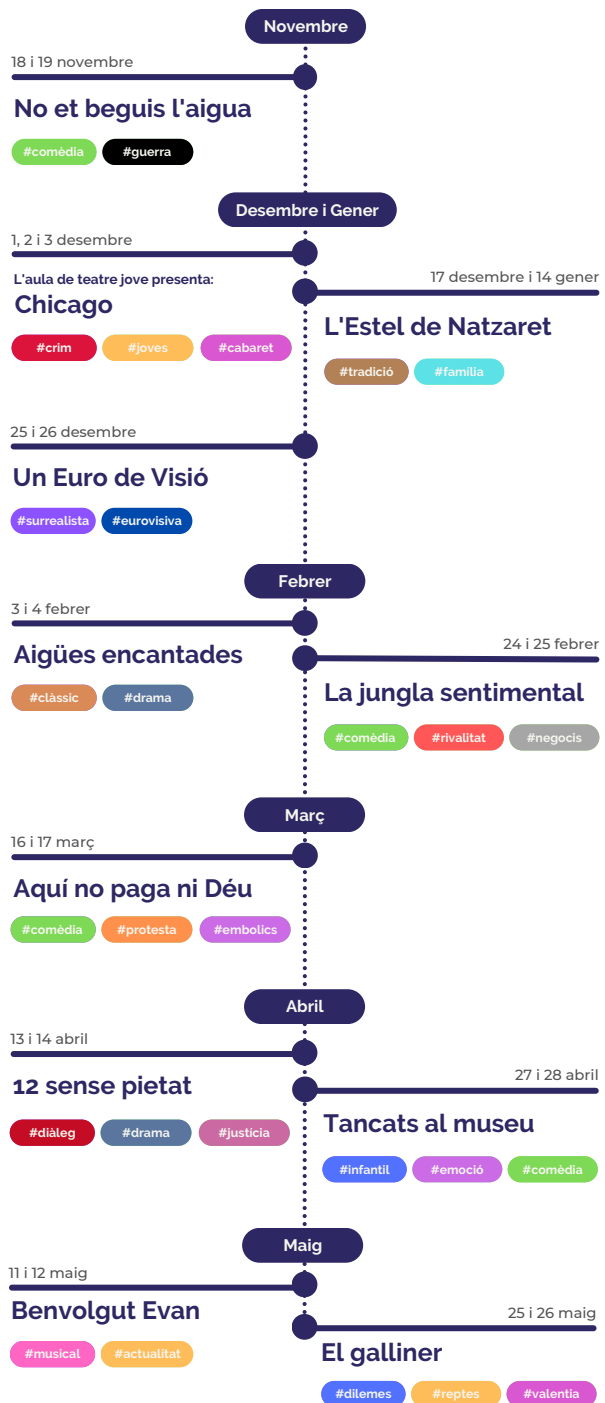 Novembre
18 i 19 novembre
No et beguis l'aigua
#comèdia #guerra
Desembre i Gener
1, 2 i 3 desembre
L'aula de teatre jove presenta:
Chicago
#crim #joves #cabaret
17 desembre i 14 gener
L'Estel de Natzaret
#tradició #família
25 i 26 desembre
Un Euro de Visió
#surrealista #eurovisiva
Febrer
3 i 4 febrer
Aigües encantades
#clàssic #drama
24 i 25 febrer
La jungla sentimental
#comèdia #rivalitat #negocis
Març
16 i 17 març
Aquí no paga ni Déu
#comèdia #protesta #embolics
Abril
13 i 14 abril
12 sense pietat
#diàleg #drama #justícia
27 i 28 abril
Tancats al museu
#infantil #emoció #comèdia
Maig
11 i 12 maig
Benvolgut Evan
#musical #actualitat
25 i 26 maig
El galliner
#dilemes #reptes #valentia